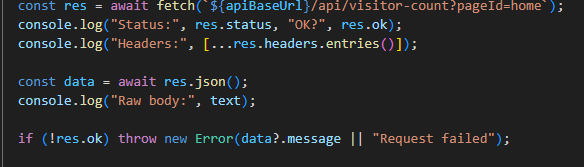 const res = await fetch(`${apiBaseUrl}/api/visitor-count?pageId=home`);
console.log("Status:", res.status, "OK?", res.ok);
console.log("Headers:", [...res.headers.entries()]);
const data = await res.json();
console.log("Raw body:", text);
if (!res.ok) throw new Error(data?.message || "Request failed");